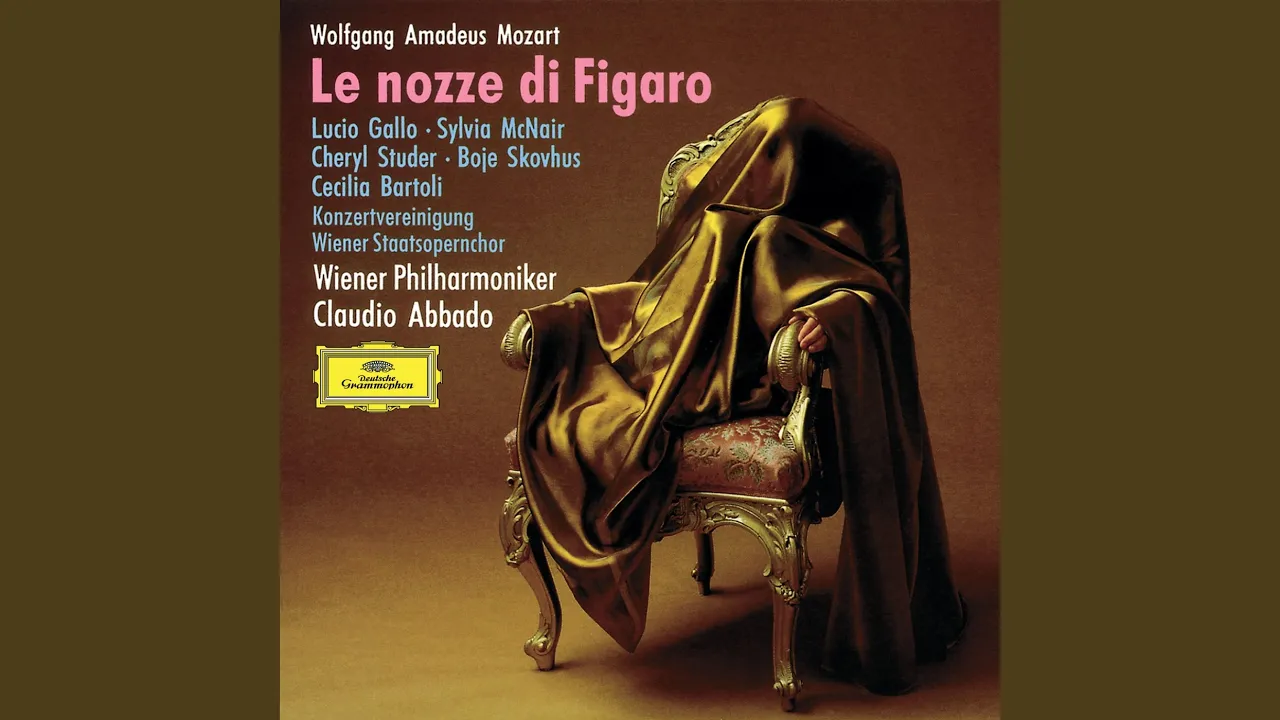 Wolfgang Amadeus Mozart
Le nozze di Figaro
Lucio Gallo · Sylvia McNair
Cheryl Studer · Boje Skovhus
Cecilia Bartoli
Konzertvereinigung
Wiener Staatsopernchor
Wiener Philharmoniker
Claudio Abbado
Deutsche
Grammophon